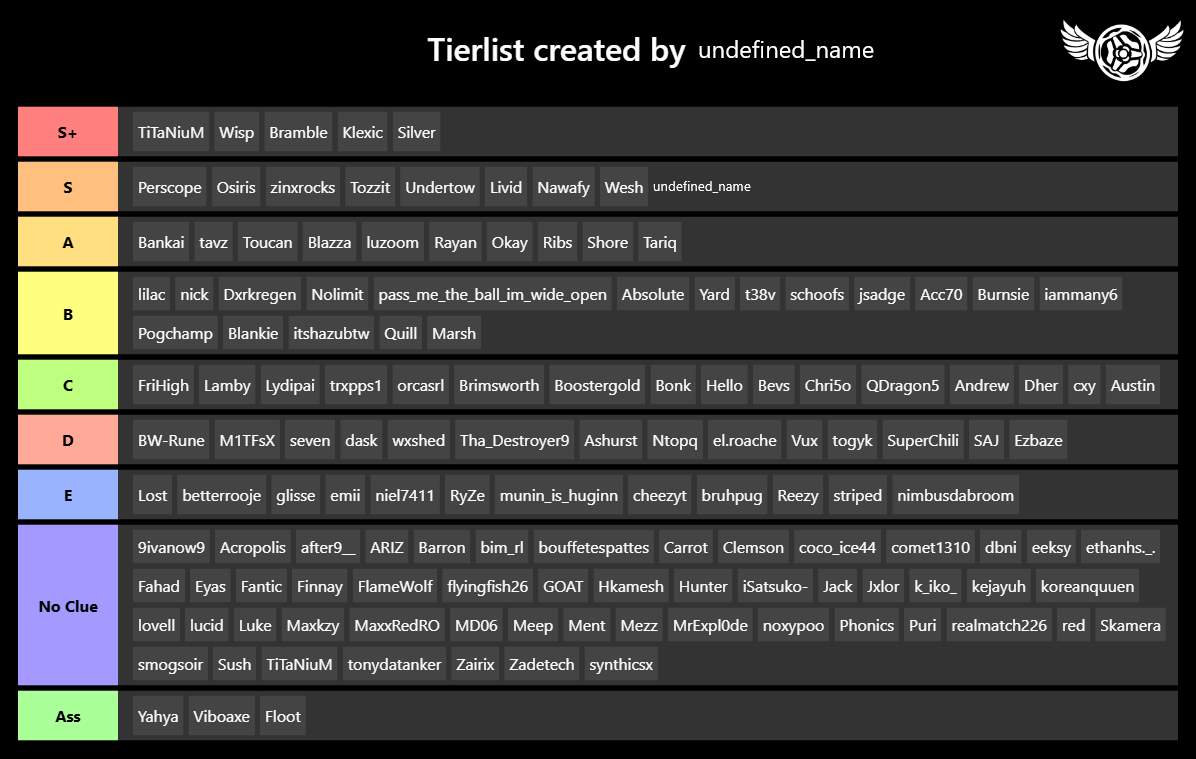 Tierlist created by undefined_name
S+ TiTaNiuM Wisp Bramble Klexic Silver
S Perscope Osiris zinxrocks Tozzit Undertow Livid Nawafy Wesh undefined_name
A Bankai tavz Toucan Blazza luzoom Rayan Okay Ribs Shore Tariq
B lilac nick Dxrkregen Nolimit pass_me_the_ball_im_wide_open Absolute Yard t38v schoofs jsadge Acc70 Burnsie iammany6
Pogchamp Blankie itshazubtw Quill Marsh
C FriHigh Lamby Lydipai trxpps1 orcasrl Brimsworth Boostergold Bonk Hello Bevs Chri5o QDragon5 Andrew Dher cxy Austin
D BW-Rune M1TFsX seven dask wxshed Tha_Destroyer9 Ashurst Ntopq el.roache Vux togyk SuperChili SAJ Ezbaze
E Lost betterrooje glisse emii niel7411 RyZe munin_is_huginn cheezyt bruhpug Reezy striped nimbusdabroom
No Clue 9ivanow9 Acropolis after9__ ARIZ Barron bim_rl bouffetespattes Carrot Clemson coco_ice44 comet1310 dbni eeksy ethanhs._.
Fahad Eyas Fantic Finnay FlameWolf flyingfish26 GOAT Hkamesh Hunter iSatsuko- Jack Jxlor k_iko_ kejayuh koreanquuen
lovell lucid Luke Maxkzy MaxxRedRO MD06 Meep Ment Mezz MrExpl0de noxypoo Phonics Puri realmatch226 red Skamera
smogsoir Sush TiTaNiuM tonydatanker Zairix Zadetech synthicsx
Ass Yahya Viboaxe Floot